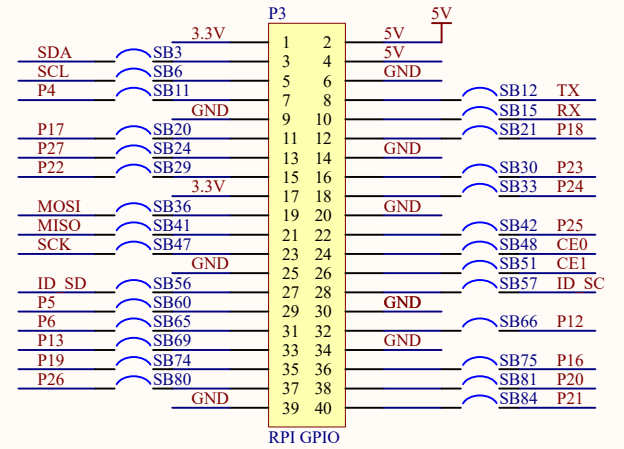 P3 5V
3.3V 1 2 5V
SDA SB3 3 4 5V
SCL SB6 5 6 GND
P4 SB11 7 8 SB12 TX
GND 9 10 SB15 RX
P17 SB20 11 12 SB21 P18
P27 SB24 13 14 GND
P22 SB29 15 16 SB30 P23
3.3V 17 18 SB33 P24
MOSI SB36 19 20 GND
MISO SB41 21 22 SB42 P25
SCK SB47 23 24 SB48 CE0
GND 25 26 SB51 CE1
ID_SD SB56 27 28 SB57 ID_SC
P5 SB60 29 30 GND
P6 SB65 31 32 SB66 P12
P13 SB69 33 34 GND
P19 SB74 35 36 SB75 P16
P26 SB80 37 38 SB81 P20
GND 39 40 SB84 P21
RPI GPIO